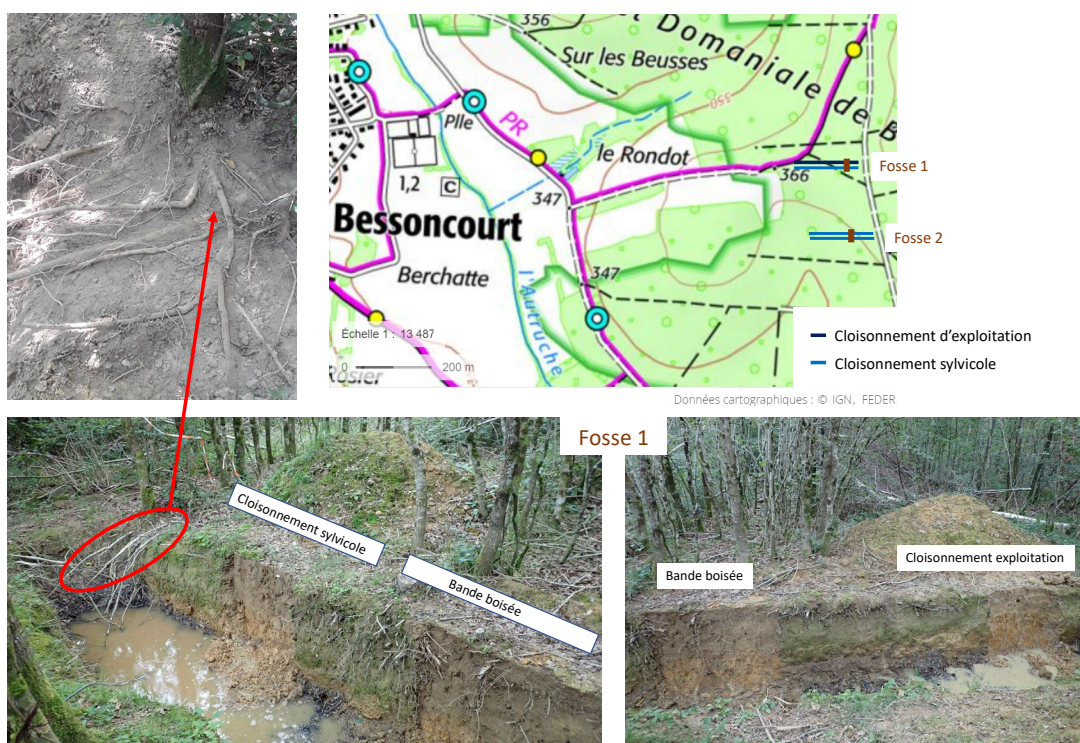 356
Sur les Beusses
t Domaniale de B
350
Plle
PR
le Rondot
1,2
C
347
366
Fosse 1
Bessoncourt
Fosse 2
Berchatte
347
l'Autruche
Échelle 1 : 13 487
0 200 m
Rosier
Cloisonnement d'exploitation
Cloisonnement sylvicole
Données cartographiques : © IGN, FEDER
Fosse 1
Cloisonnement sylvicole
Bande boisée
Bande boisée
Cloisonnement exploitation